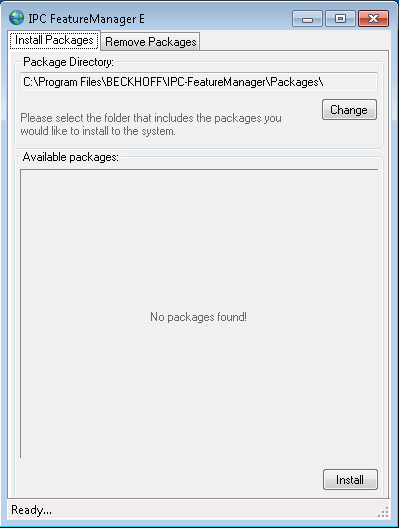 IPC FeatureManager E
Install Packages
Remove Packages
Package Directory:
C:\Program Files\BECKHOFF\IPC-FeatureManager\Packages\
Change
Please select the folder that includes the packages you
would like to install to the system.
Available packages:
No packages found!
Install
Ready...